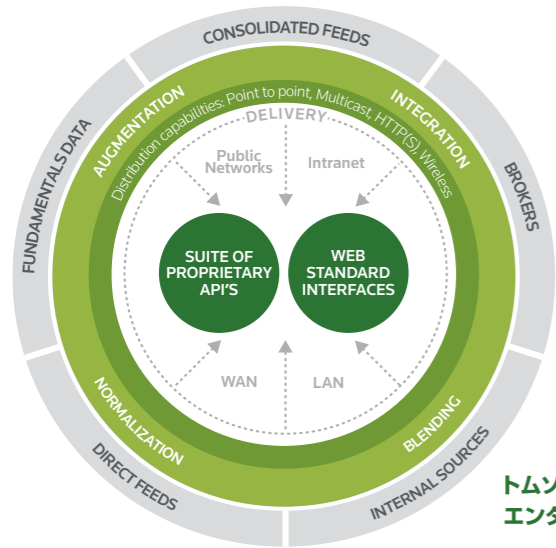 CONSOLIDATED FEEDS
FUNDAMENTALS DATA
BROKERS
DIRECT FEEDS
INTERNAL SOURCES
AUGMENTATION
INTEGRATION
NORMALIZATION
BLENDING
Distribution capabilities: Point to point, Multicast, HTTP(S), Wireless
DELIVERY
Public
Networks
Intranet
SUITE OF
PROPRIETARY
API'S
WEB
STANDARD
INTERFACES
WAN
LAN
トムソ
エンタ